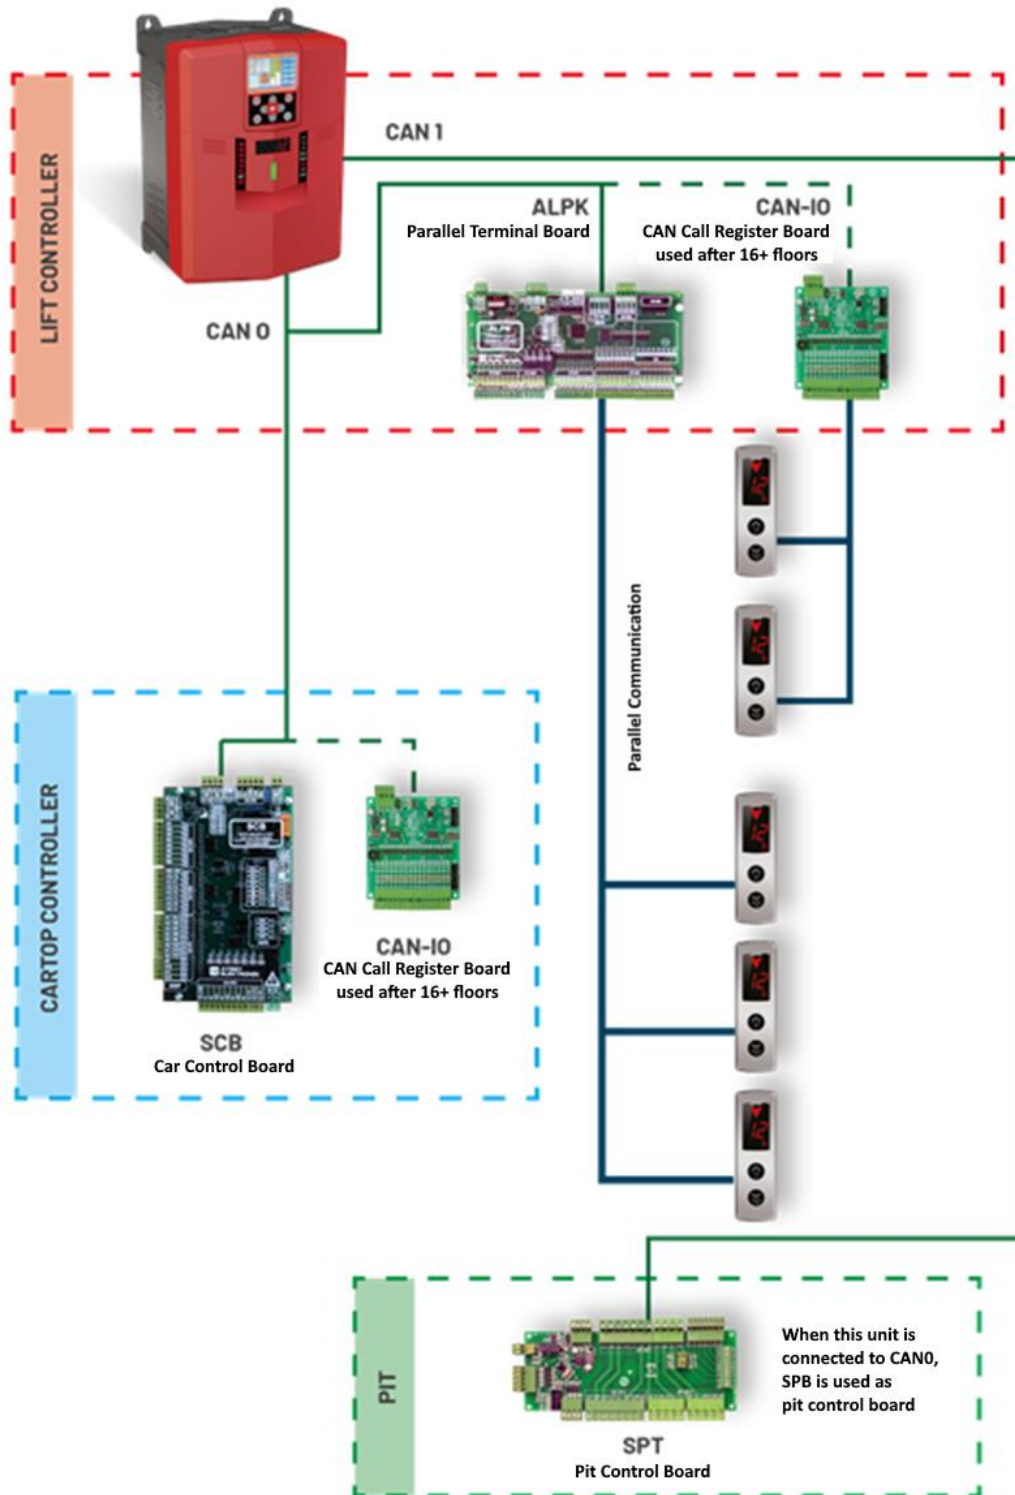 LIFT CONTROLLER
CAN 1
ALPK
Parallel Terminal Board
CAN-IO
CAN Call Register Board
used after 16+ floors
CAN 0
Parallel Communication
CARTOP CONTROLLER
SCB
SCB
Car Control Board
CAN-IO
CAN Call Register Board
used after 16+ floors
PIT
When this unit is
connected to CAN0,
SPB is used as
pit control board
SPT
Pit Control Board